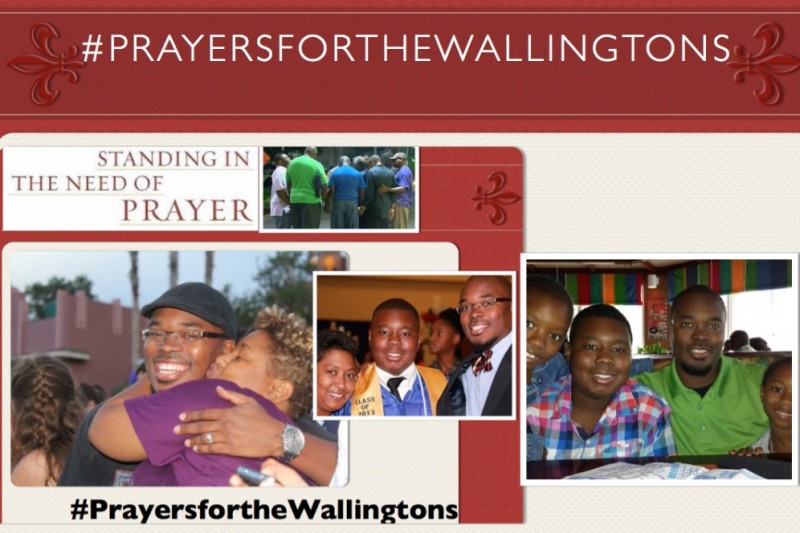 #PRAYERSFORTHEWALLINGTONS
STANDING IN
THE NEED OF
PRAYER
CLASS
OF
2013
#PrayersfortheWallingtons